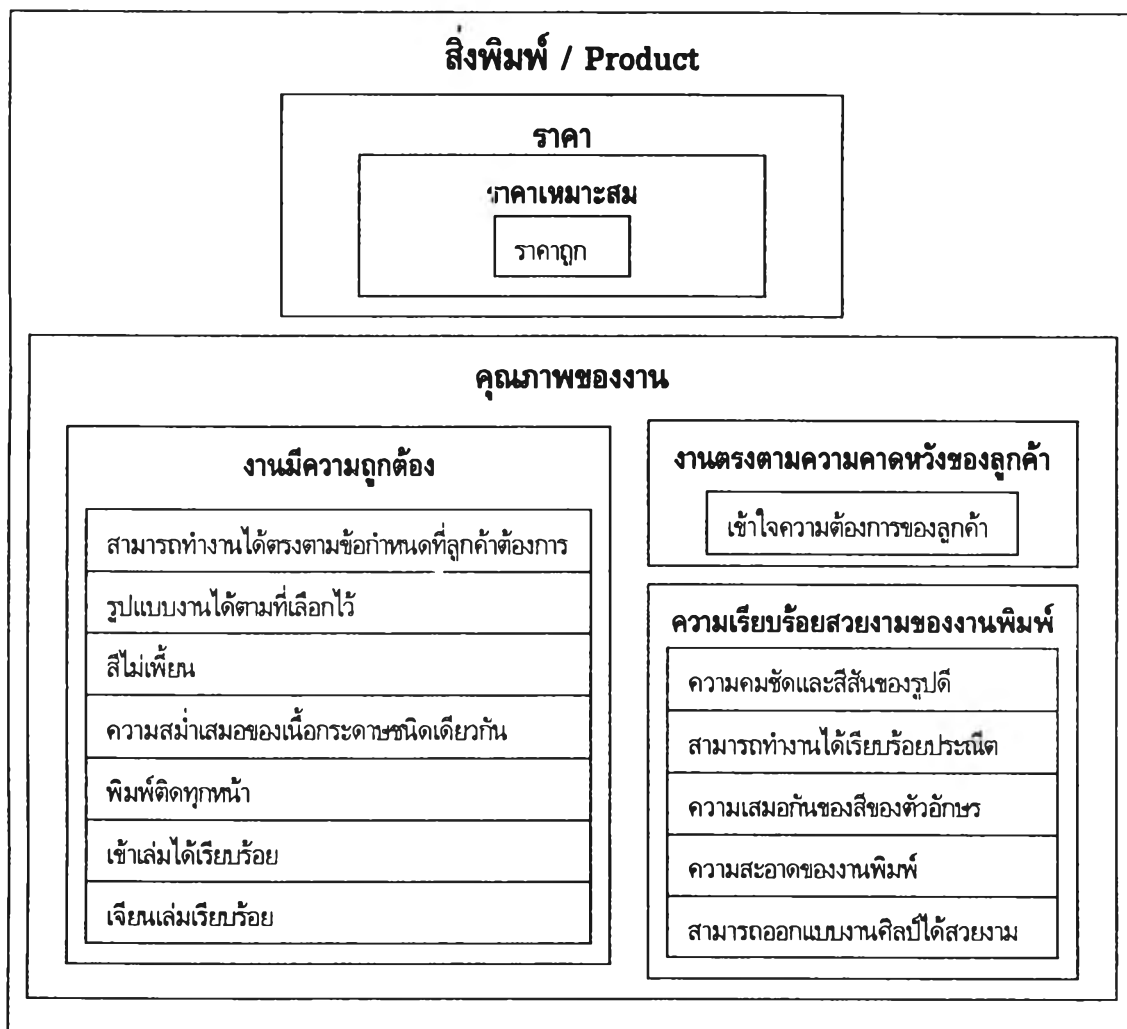 สิ่งพิมพ์ / Product
ราคา
ราคาเหมาะสม
ราคาถูก
คุณภาพของงาน
งานมีความถูกต้อง
สามารถทำงานได้ตรงตามข้อกำหนดที่ลูกค้าต้องการ
รูปแบบงานได้ตามที่เลือกไว้
สีไม่เพี้ยน
ความสม่ำเสมอของเนื้อกระดาษชนิดเดียวกัน
พิมพ์ติดทุกหน้า
เข้าเล่มได้เรียบร้อย
เจียนเล่มเรียบร้อย
งานตรงตามความคาดหวังของลูกค้า
เข้าใจความต้องการของลูกค้า
ความเรียบร้อยสวยงามของงานพิมพ์
ความคมชัดและสีสันของรูปดี
สามารถทำงานได้เรียบร้อยประณีต
ความเสมอกันของสีของตัวอักษร
ความสะอาดของงานพิมพ์
สามารถออกแบบงานศิลป์ได้สวยงาม